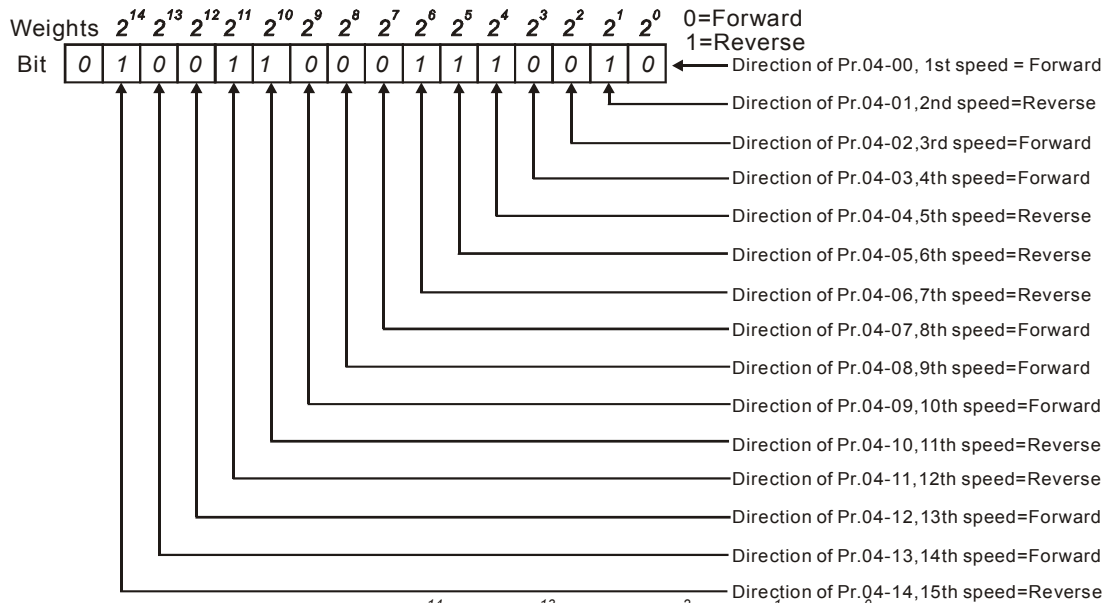 Weights 2^14 2^13 2^12 2^11 2^10 2^9 2^8 2^7 2^6 2^5 2^4 2^3 2^2 2^1 2^0 0=Forward
1=Reverse
Bit 0 1 0 0 1 1 0 0 0 1 1 1 0 0 1 0 Direction of Pr.04-00, 1st speed = Forward
Direction of Pr.04-01,2nd speed=Reverse
Direction of Pr.04-02,3rd speed=Forward
Direction of Pr.04-03,4th speed=Forward
Direction of Pr.04-04,5th speed=Reverse
Direction of Pr.04-05,6th speed=Reverse
Direction of Pr.04-06,7th speed=Reverse
Direction of Pr.04-07,8th speed=Forward
Direction of Pr.04-08,9th speed=Forward
Direction of Pr.04-09,10th speed=Forward
Direction of Pr.04-10,11th speed=Reverse
Direction of Pr.04-11,12th speed=Reverse
Direction of Pr.04-12,13th speed=Forward
Direction of Pr.04-13,14th speed=Forward
Direction of Pr.04-14,15th speed=Reverse